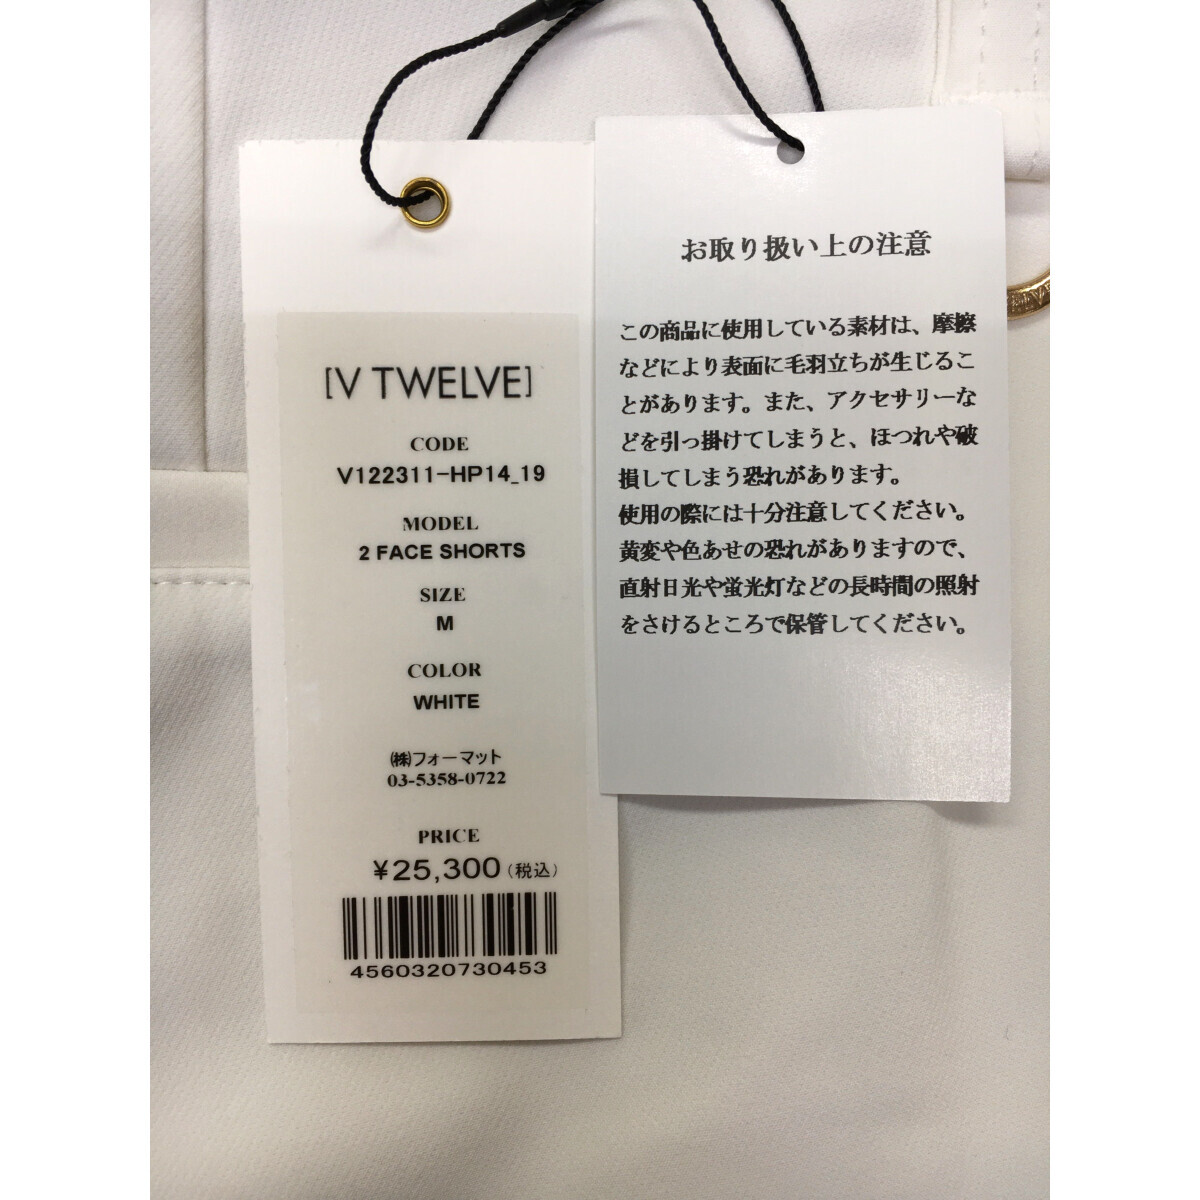 [V TWELVE]
CODE
V122311-HP14_19
MODEL
2 FACE SHORTS
SIZE
M
COLOR
WHITE
㈱フォーマット
03-5358-0722
PRICE
¥25,300(税込)
4560320730453
お取り扱い上の注意
この商品に使用している素材は、摩擦
などにより表面に毛羽立ちが生じるこ
とがあります。また、アクセサリーな
どを引っ掛けてしまうと、ほつれや破
損してしまう恐れがあります。
使用の際には十分注意してください。
黄変や色あせの恐れがありますので、
直射日光や蛍光灯などの長時間の照射
をさけるところで保管してください。